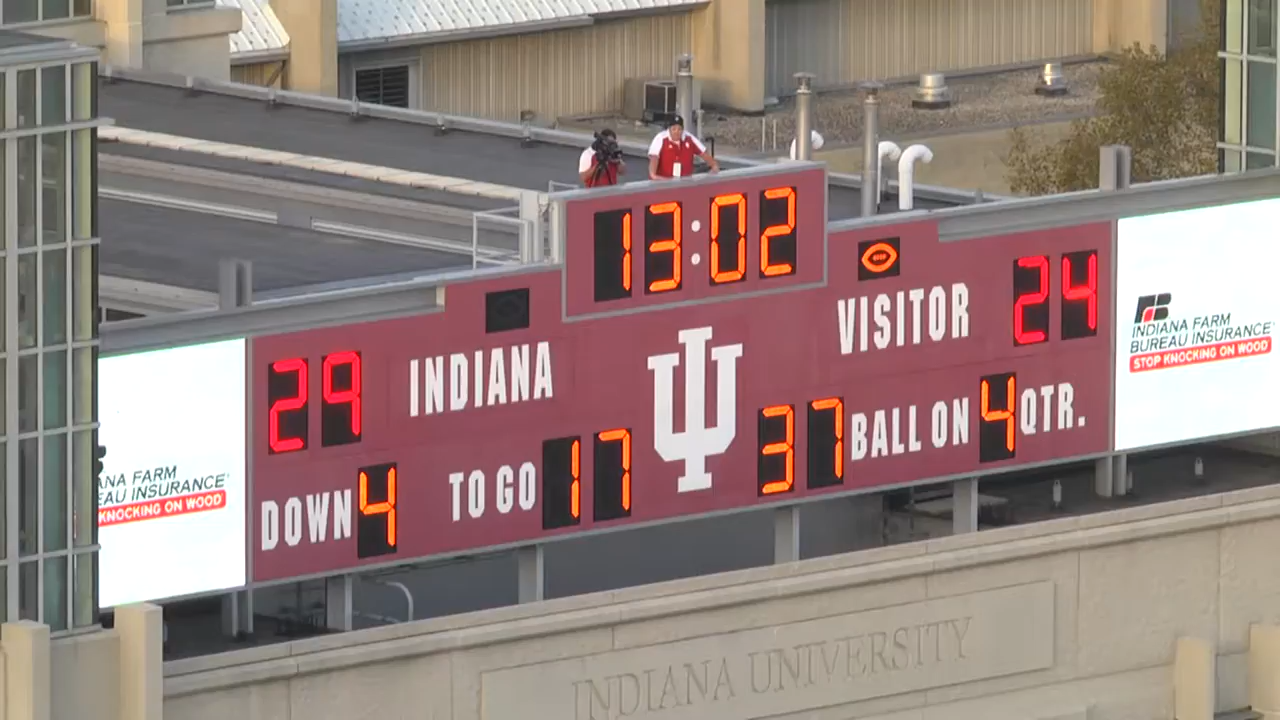 13:02
VISITOR 24
29 INDIANA
IU
INDIANA FARM
BUREAU INSURANCE
STOP KNOCKING ON WOOD
DOWN 4 TO GO 17 37 BALL ON 4 QTR.
ANA FARM
EAU INSURANCE
KNOCKING ON WOOD
INDIANA UNIVERSITY